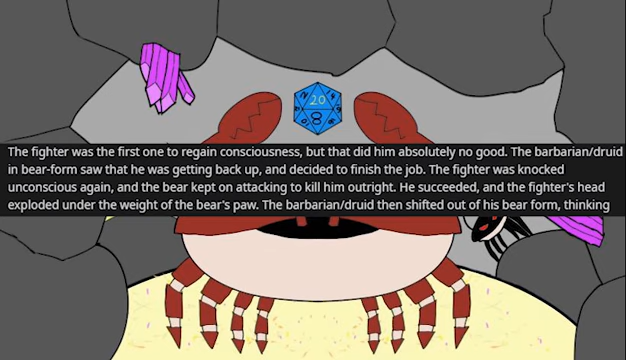 20
8
The fighter was the first one to regain consciousness, but that did him absolutely no good. The barbarian/druid
in bear-form saw that he was getting back up, and decided to finish the job. The fighter was knocked
unconscious again, and the bear kept on attacking to kill him outright. He succeeded, and the fighter's head
exploded under the weight of the bear's paw. The barbarian/druid then shifted out of his bear form, thinking